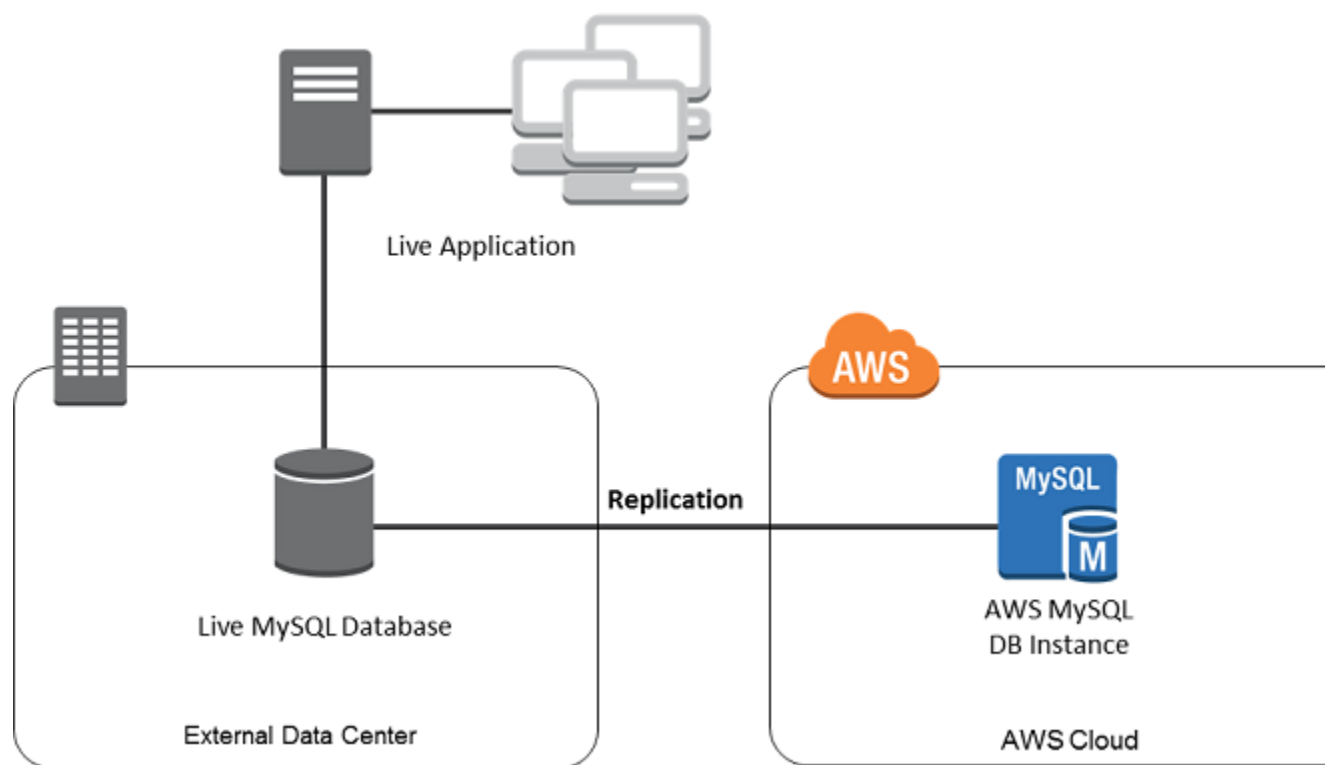 Live Application
AWS
MySQL
Replication
M
Live MySQL Database
AWS MySQL
DB Instance
External Data Center
AWS Cloud